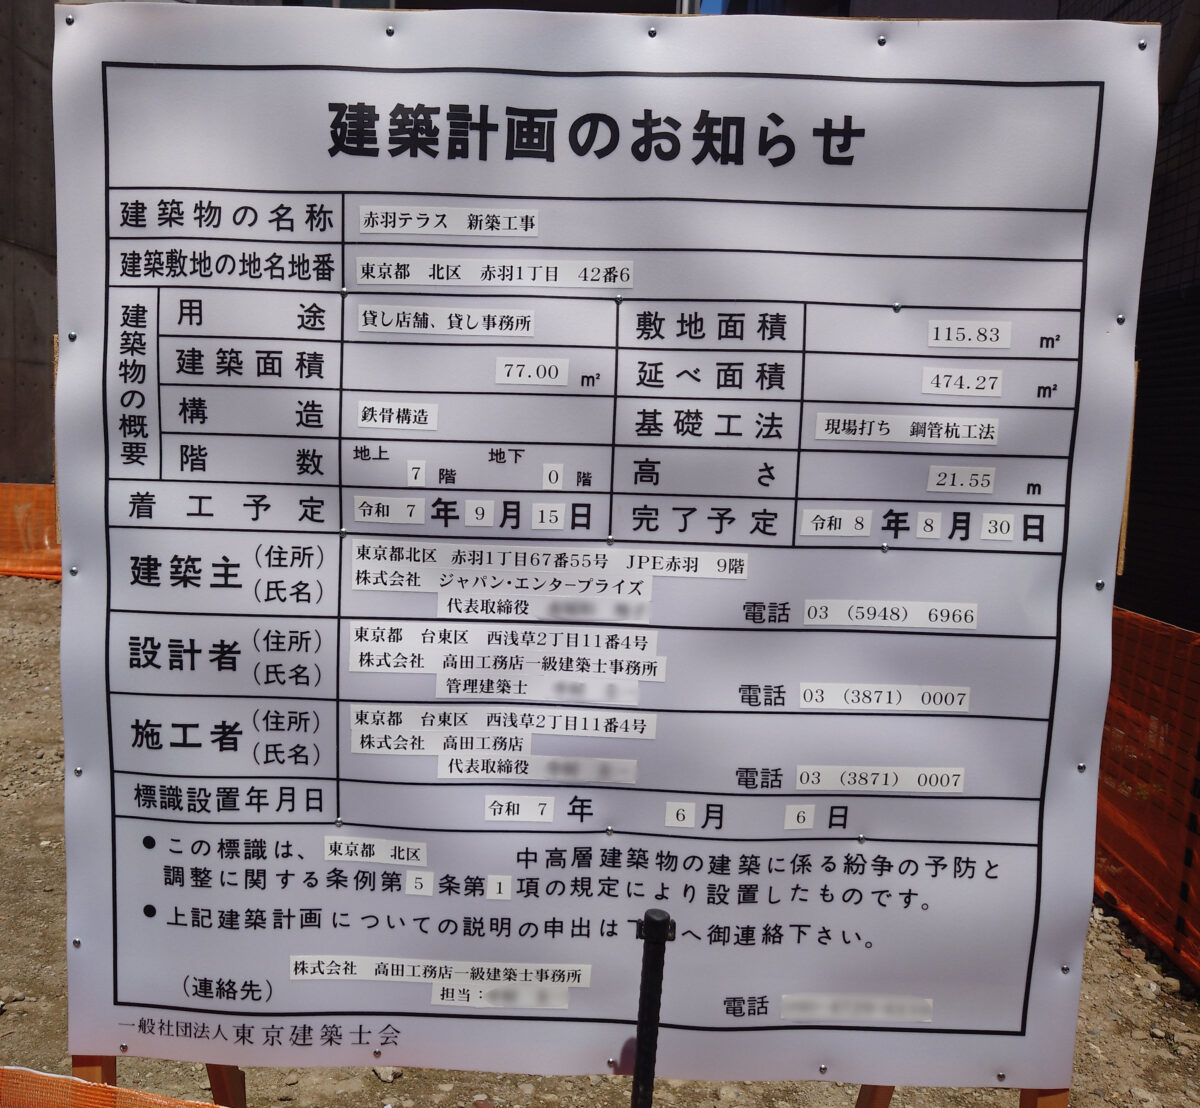 建築計画のお知らせ
建築物の名称 赤羽テラス 新築工事
建築敷地の地名地番 東京都 北区 赤羽1丁目 42番6
建築物の概要
用途 貸し店舗、貸し事務所 敷地面積 115.83 m²
建築面積 77.00 m² 延べ面積 474.27 m²
構造 鉄骨構造 基礎工法 現場打ち 鋼管杭工法
階数 地上 7 階 地下 0 階 高さ 21.55 m
着工予定 令和 7 年 9 月 15 日 完了予定 令和 8 年 8 月 30 日
建築主 (住所) 東京都北区 赤羽1丁目67番55号 JPE赤羽 9階
(氏名) 株式会社 ジャパン・エンタープライズ
代表取締役 電話 03 (5948) 6966
設計者 (住所) 東京都 台東区 西浅草2丁目11番4号
(氏名) 株式会社 高田工務店一級建築士事務所
管理建築士 電話 03 (3871) 0007
施工者 (住所) 東京都 台東区 西浅草2丁目11番4号
(氏名) 株式会社 高田工務店
代表取締役 電話 03 (3871) 0007
標識設置年月日 令和 7 年 6 月 6 日
●この標識は、東京都 北区 中高層建築物の建築に係る紛争の予防と
調整に関する条例第 5 条第 1 項の規定により設置したものです。
●上記建築計画についての説明の申出は下 へ御連絡下さい。
(連絡先) 株式会社 高田工務店一級建築士事務所
担当： 電話
一般社団法人 東京建築士会